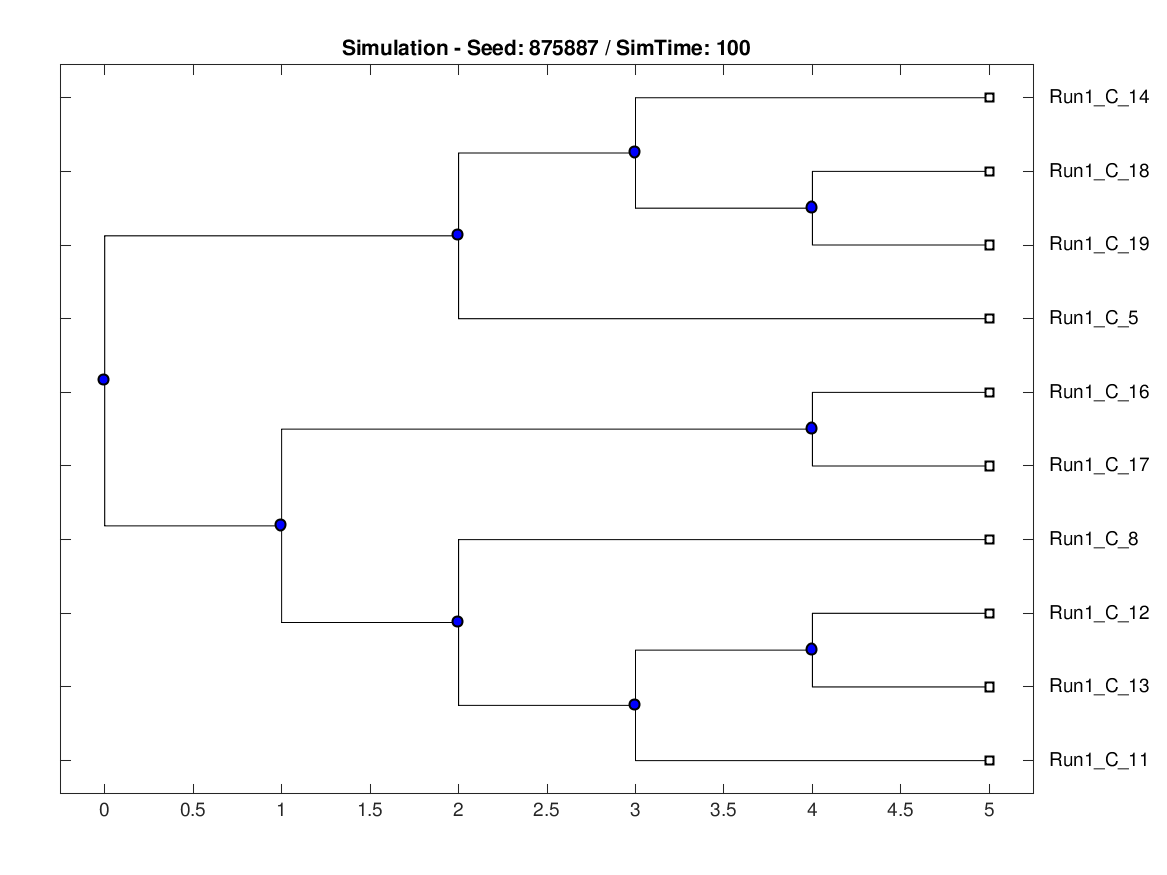 Simulation - Seed: 875887 / SimTime: 100
Run1_C_14
Run1_C_18
Run1_C_19
Run1_C_5
Run1_C_16
Run1_C_17
Run1_C_8
Run1_C_12
Run1_C_13
Run1_C_11
0 0.5 1 1.5 2 2.5 3 3.5 4 4.5 5